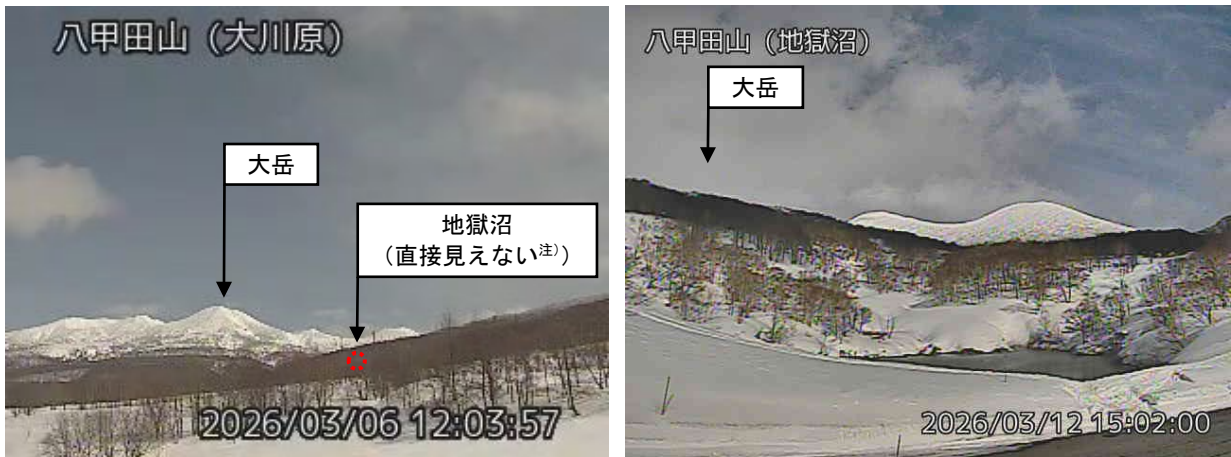 八甲田山（大川原）
大岳
地獄沼
（直接見えない注)）
2026/03/06 12:03:57
八甲田山（地獄沼）
大岳
2026/03/12 15:02:00